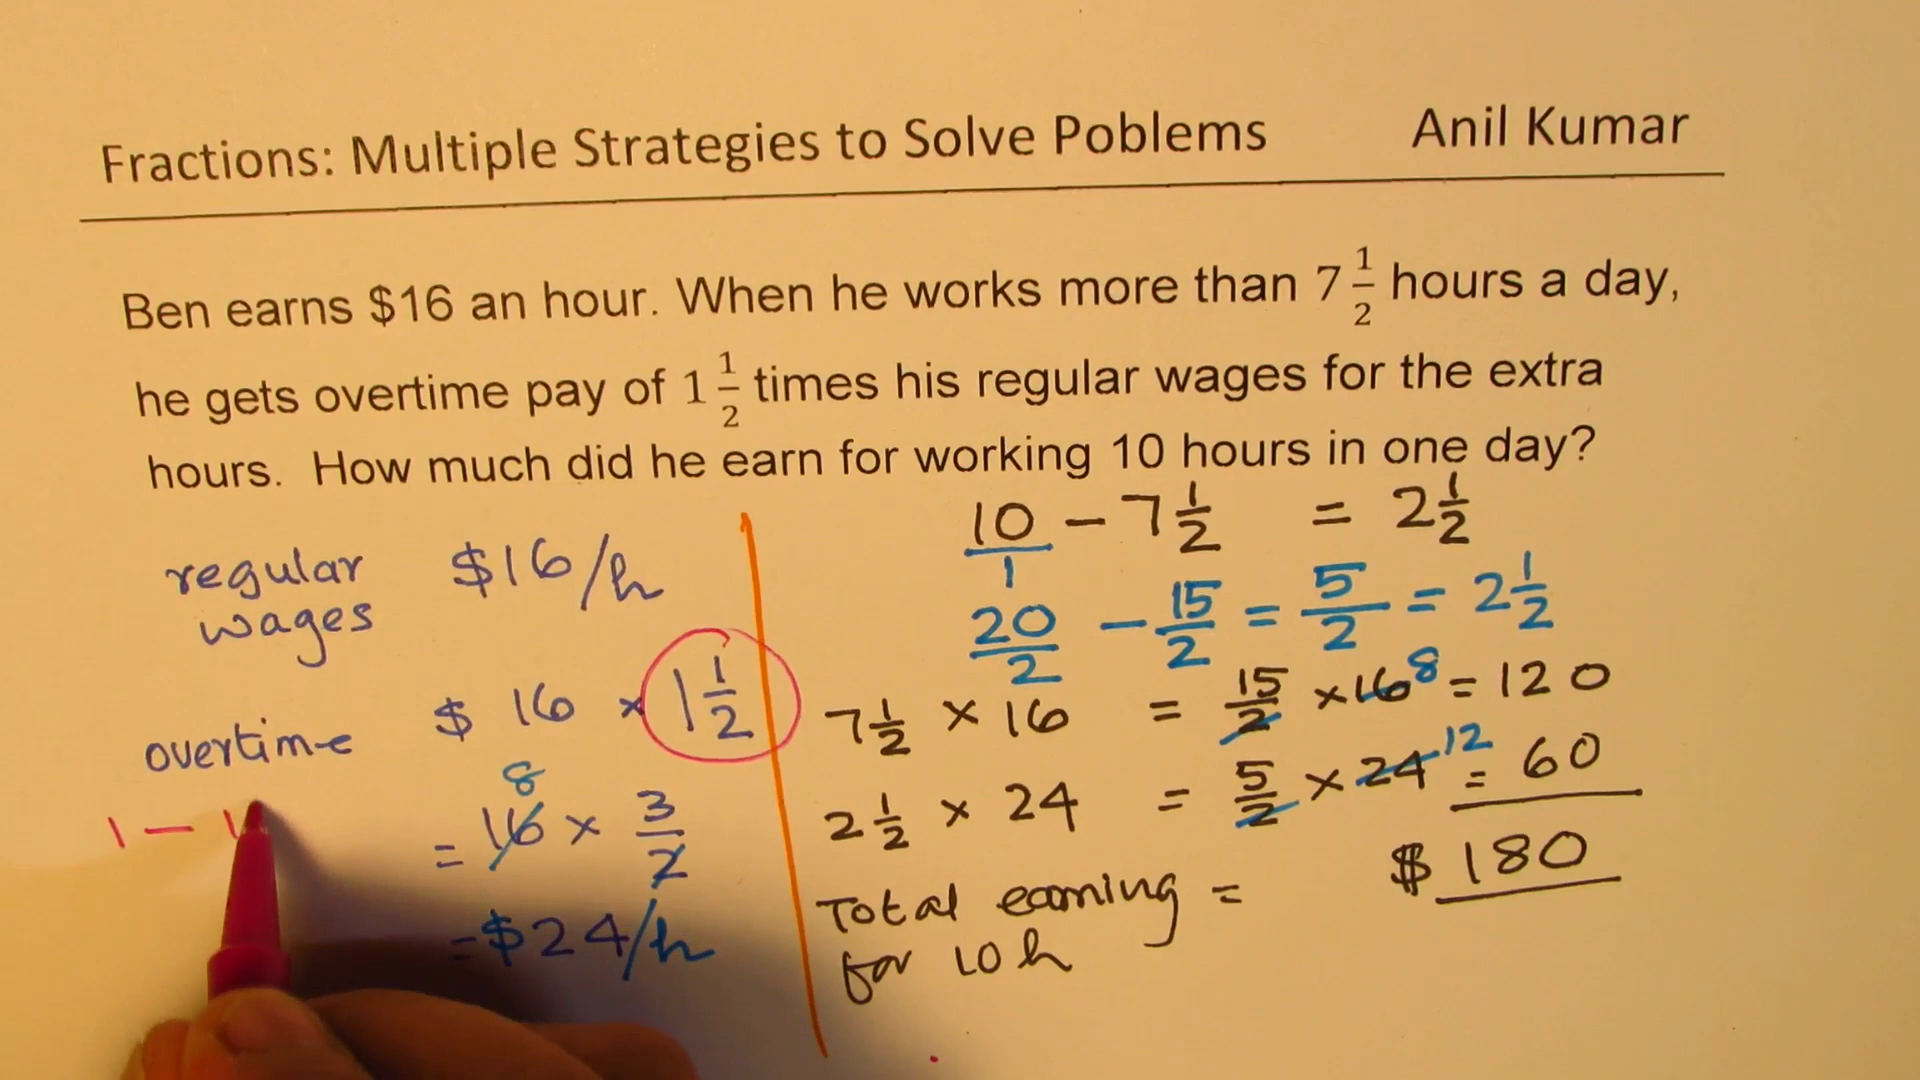 Fractions: Multiple Strategies to Solve Poblems Anil Kumar
Ben earns $16 an hour. When he works more than 7 1/2 hours a day,
he gets overtime pay of 1 1/2 times his regular wages for the extra
hours. How much did he earn for working 10 hours in one day?
regular $16/h
wages
overtime $ 16 × 1 1/2
8
= 16 × 3/2
= $24/h
1 — 1
10/1 - 7 1/2 = 2 1/2
20/2 - 15/2 = 5/2 = 2 1/2
7 1/2 × 16 = 15/2 × 16 8 = 120
2 1/2 × 24 = 5/2 × 24 12 = 60
Total earning = $ 180
for 10 h